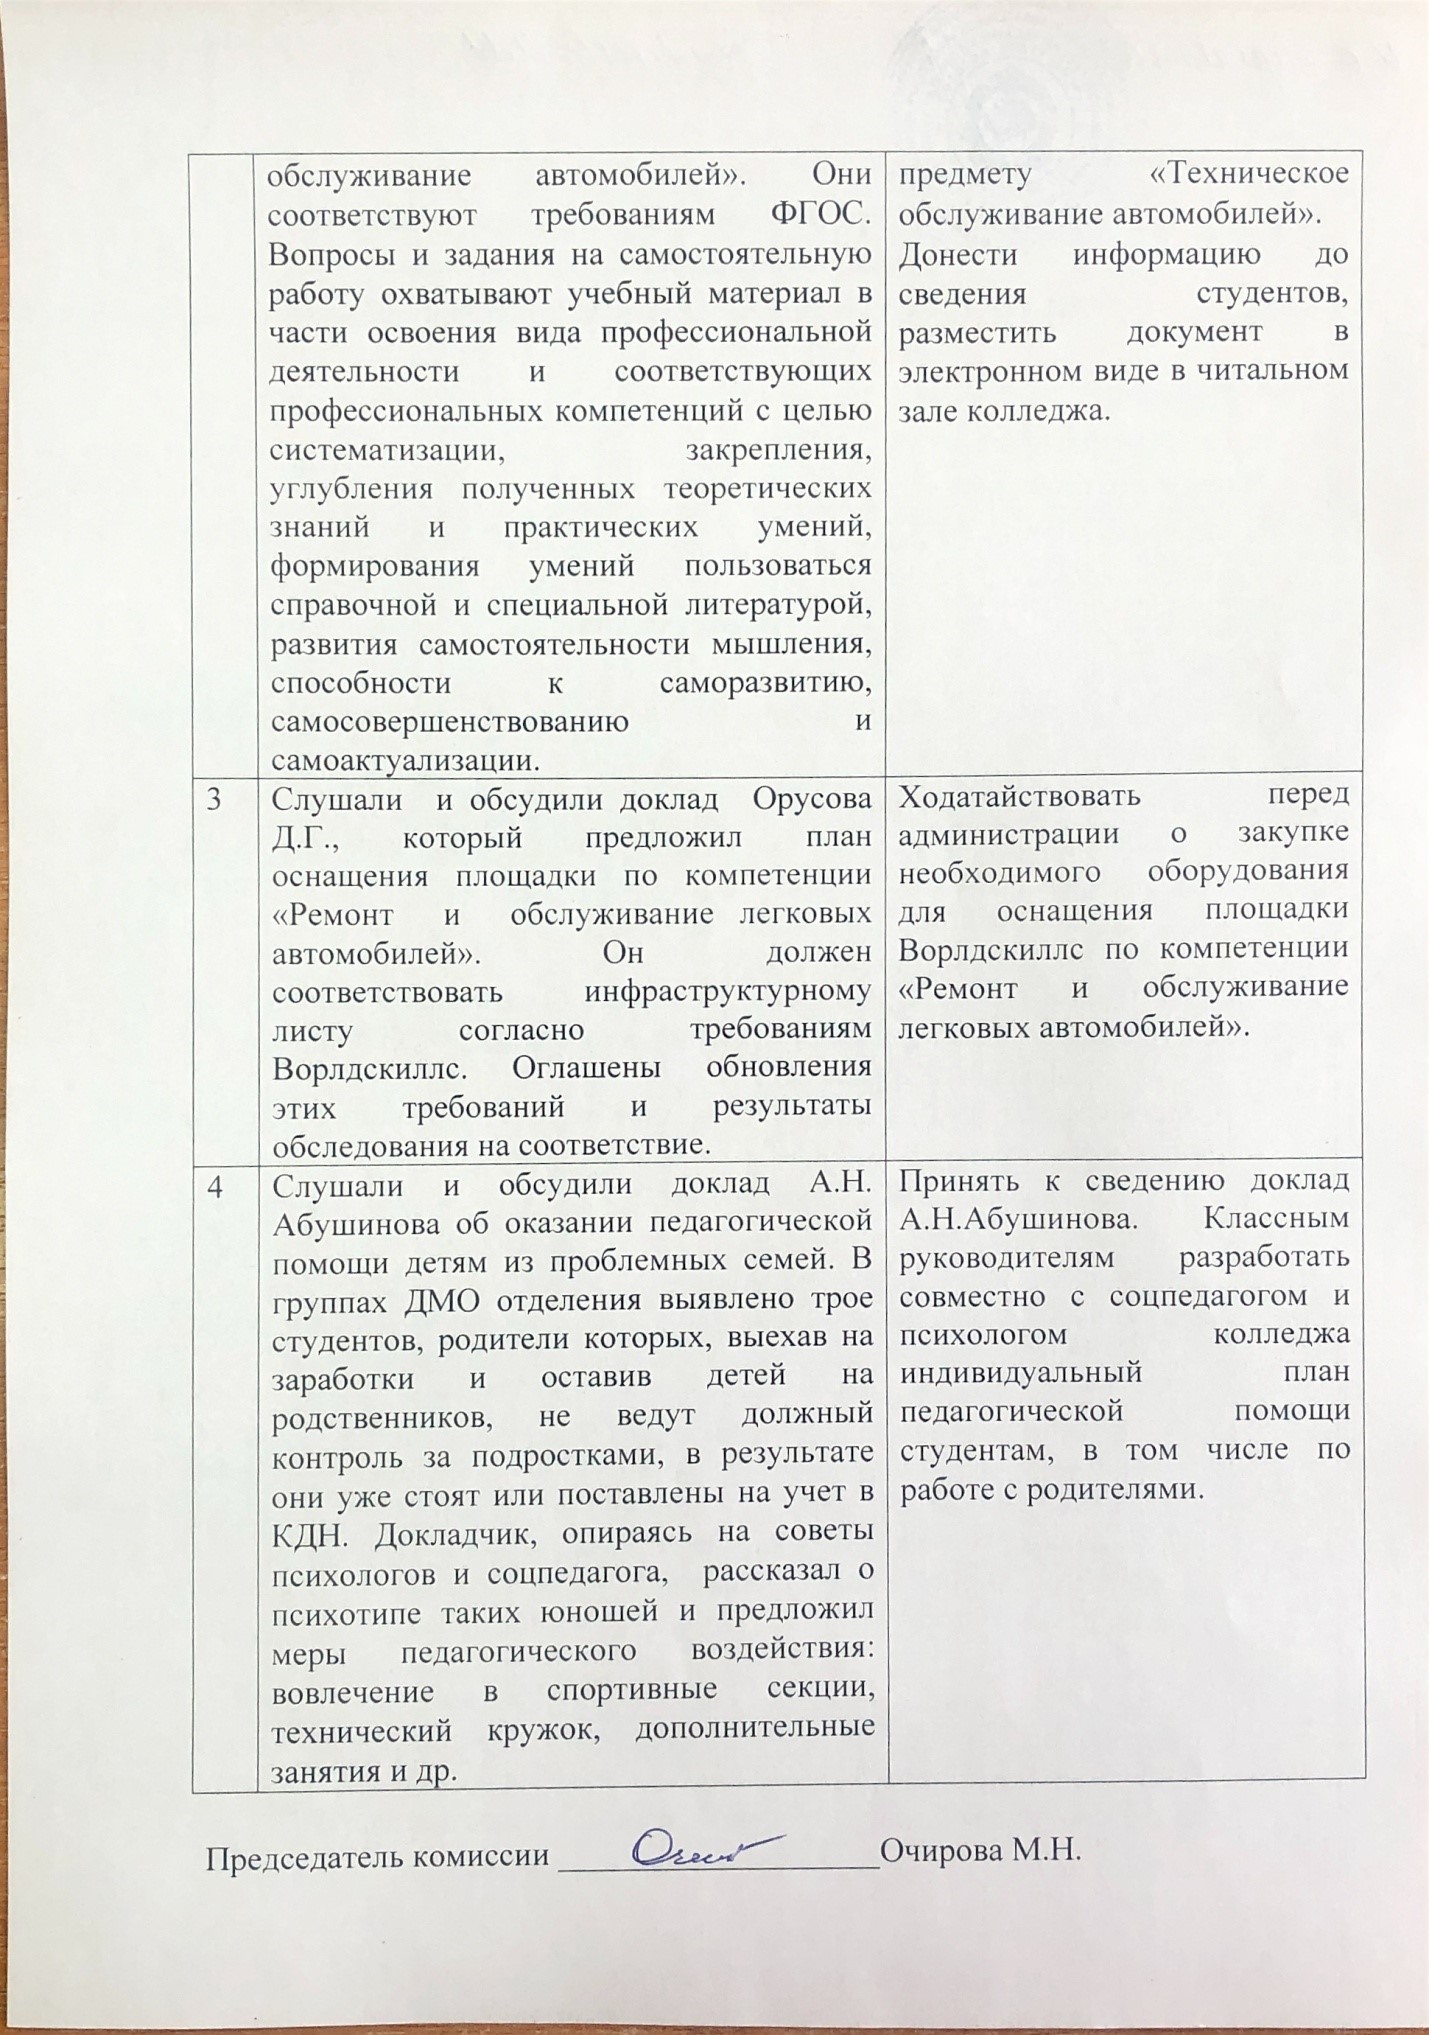 обслуживание автомобилей». Они
соответствуют требованиям ФГОС.
Вопросы и задания на самостоятельную
работу охватывают учебный материал в
части освоения вида профессиональной
деятельности и соответствующих
профессиональных компетенций с целью
систематизации, закрепления,
углубления полученных теоретических
знаний и практических умений,
формирования умений пользоваться
справочной и специальной литературой,
развития самостоятельности мышления,
способности к саморазвитию,
самосовершенствованию и
самоактуализации.
предмету «Техническое
обслуживание автомобилей».
Донести информацию до
сведения студентов,
разместить документ в
электронном виде в читальном
зале колледжа.
3
Слушали и обсудили доклад Орусова
Д.Г., который предложил план
оснащения площадки по компетенции
«Ремонт и обслуживание легковых
автомобилей». Он должен
соответствовать инфраструктурному
листу согласно требованиям
Ворлдскиллс. Оглашены обновления
этих требований и результаты
обследования на соответствие.
Ходатайствовать перед
администрации о закупке
необходимого оборудования
для оснащения площадки
Ворлдскиллс по компетенции
«Ремонт и обслуживание
легковых автомобилей».
4
Слушали и обсудили доклад А.Н.
Абушинова об оказании педагогической
помощи детям из проблемных семей. В
группах ДМО отделения выявлено трое
студентов, родители которых, выехав на
заработки и оставив детей на
родственников, не ведут должный
контроль за подростками, в результате
они уже стоят или поставлены на учет в
КДН. Докладчик, опираясь на советы
психологов и соцпедагога, рассказал о
психотипе таких юношей и предложил
меры педагогического воздействия:
вовлечение в спортивные секции,
технический кружок, дополнительные
занятия и др.
Принять к сведению доклад
А.Н.Абушинова. Классным
руководителям разработать
совместно с соцпедагогом и
психологом колледжа
индивидуальный план
педагогической помощи
студентам, в том числе по
работе с родителями.
Председатель комиссии Очирова М.Н.